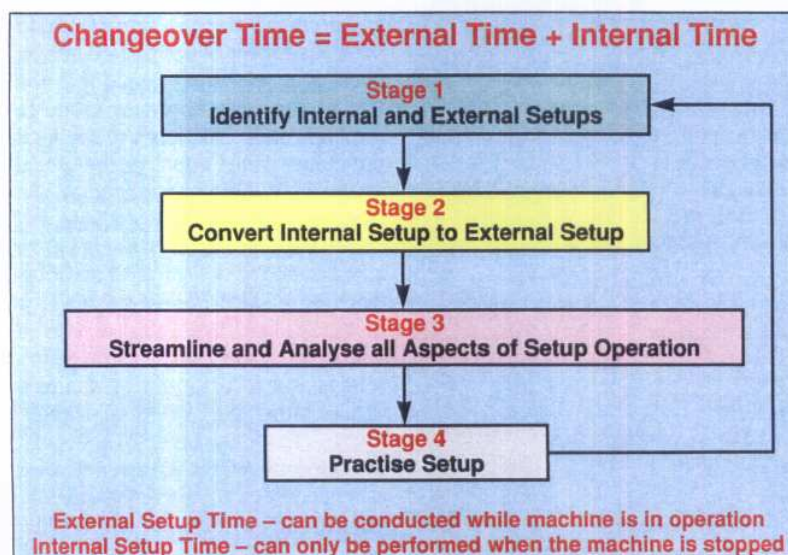 Changeover Time = External Time + Internal Time
Stage 1
Identify Internal and External Setups
Stage 2
Convert Internal Setup to External Setup
Stage 3
Streamline and Analyse all Aspects of Setup Operation
Stage 4
Practise Setup
External Setup Time – can be conducted while machine is in operation
Internal Setup Time – can only be performed when the machine is stopped